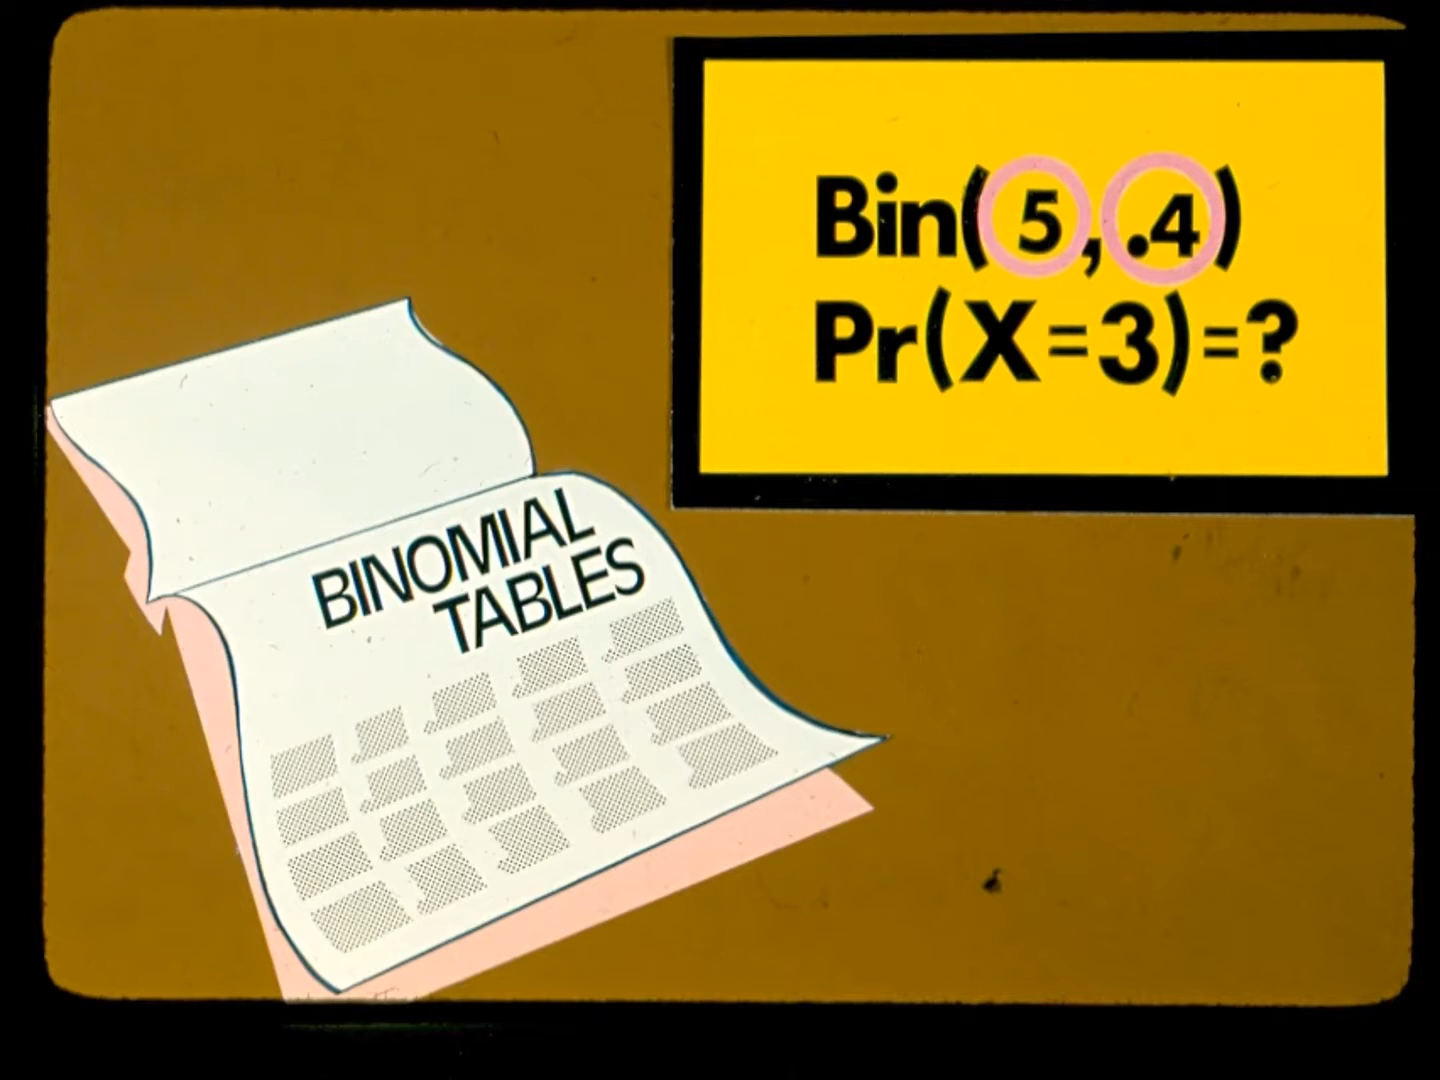 Bin(5,.4)
Pr(X=3)=?
BINOMIAL
TABLES